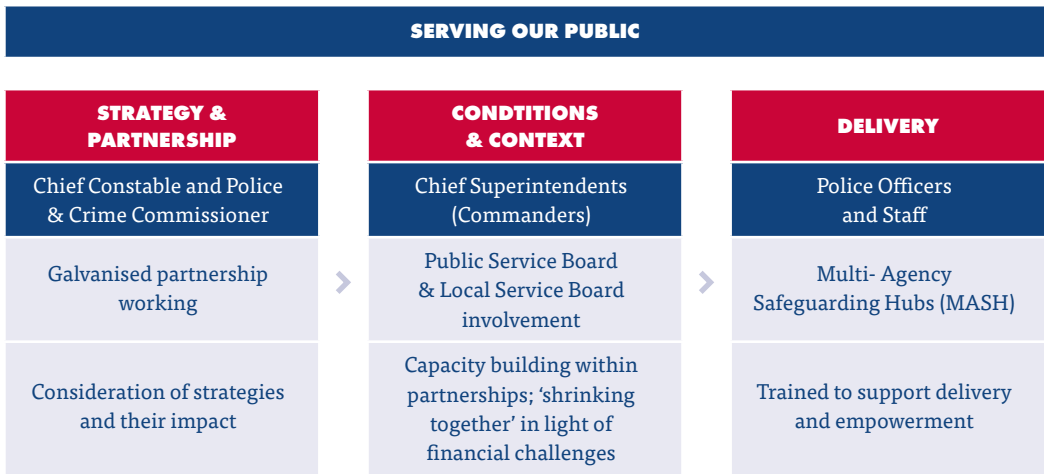 SERVING OUR PUBLIC
STRATEGY &
PARTNERSHIP
Chief Constable and Police
& Crime Commissioner
Galvanised partnership
working
Consideration of strategies
and their impact
CONDTITIONS
& CONTEXT
Chief Superintendents
(Commanders)
Public Service Board
& Local Service Board
involvement
Capacity building within
partnerships; ‘shrinking
together’ in light of
financial challenges
DELIVERY
Police Officers
and Staff
Multi- Agency
Safeguarding Hubs (MASH)
Trained to support delivery
and empowerment